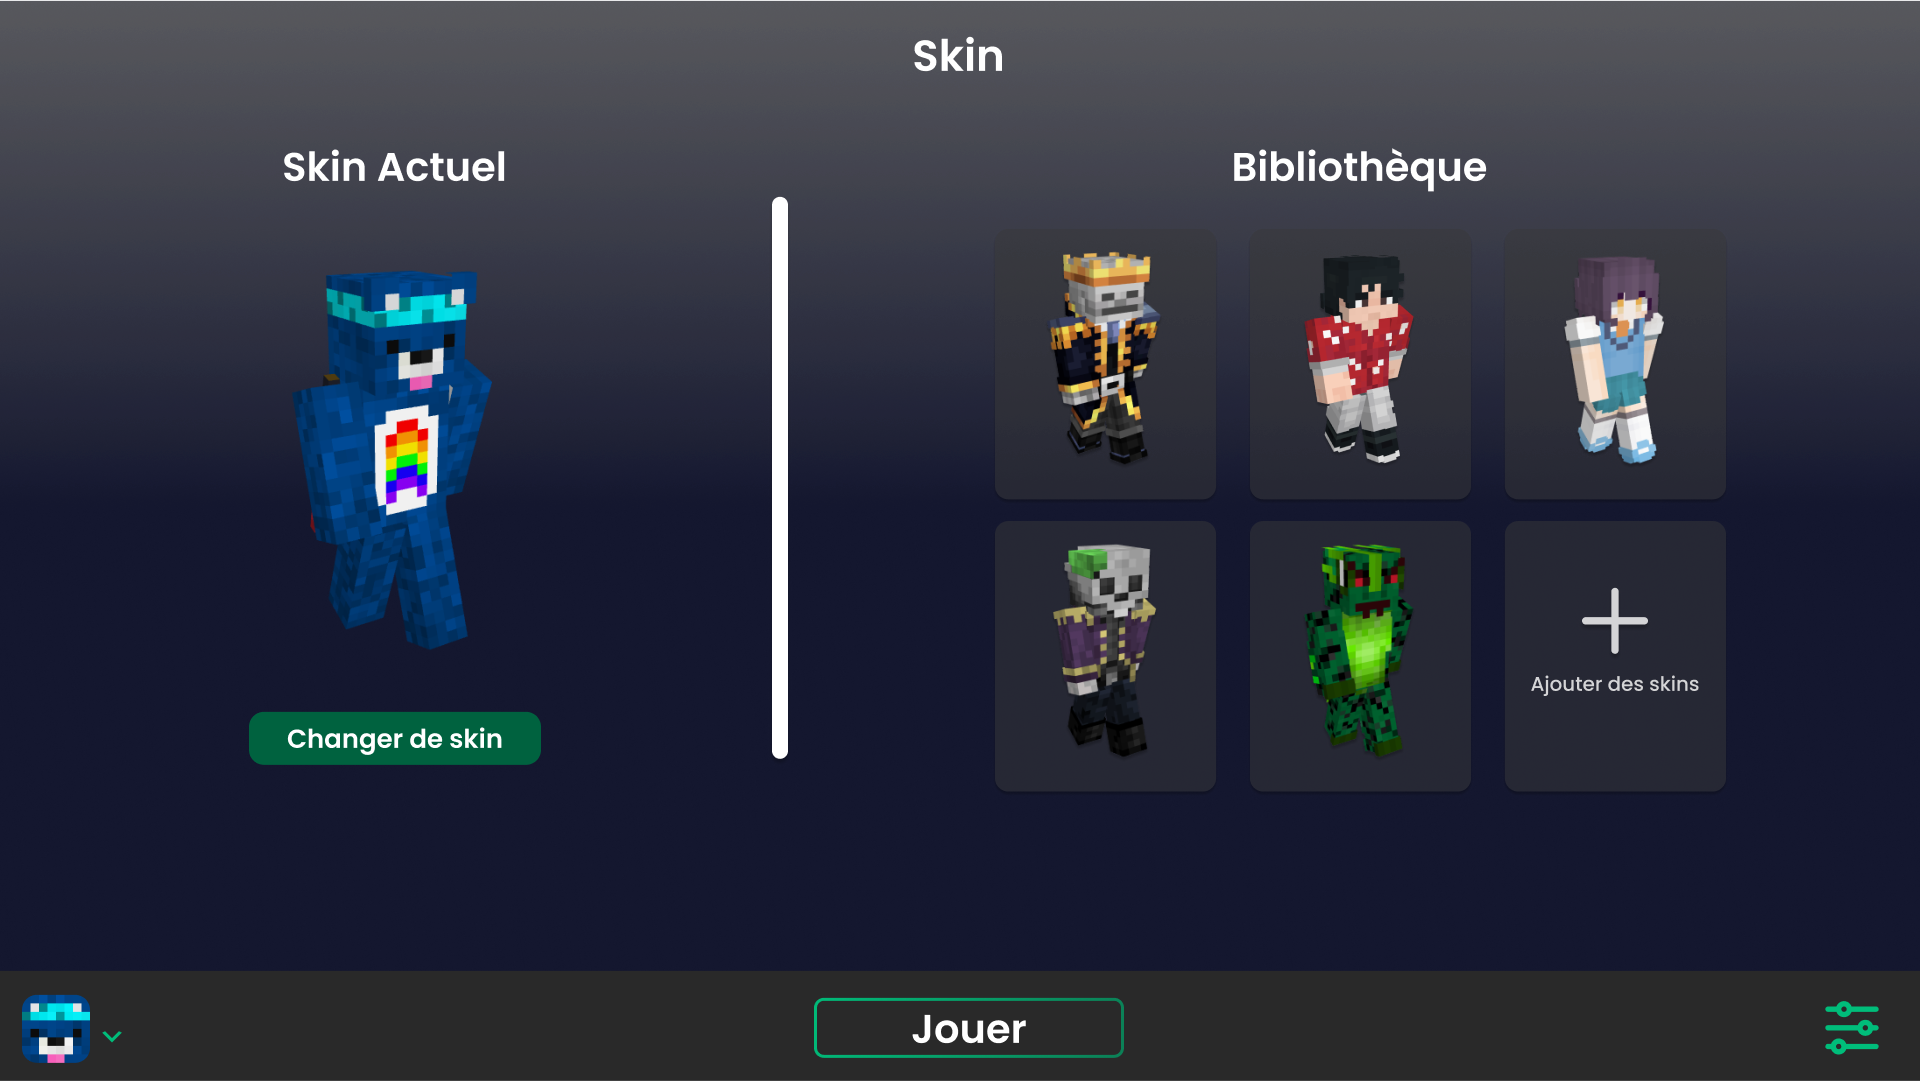 Skin
Skin Actuel
Bibliothèque
Ajouter des skins
Changer de skin
Jouer